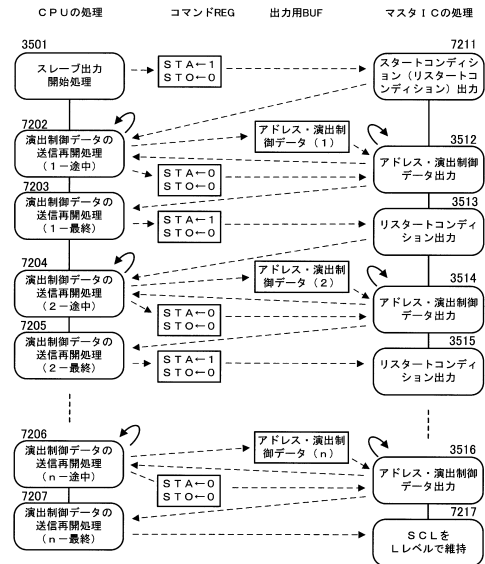 ＣＰＵの処理
コマンドREG
出力用BUF
マスタＩＣの処理
3501
スレーブ出力
開始処理
ＳＴＡ←１
ＳＴＯ←０
7211
スタートコンディシ
ョン（リスタートコ
ンディション）出力
7202
演出制御データの
送信再開処理
（１－途中）
アドレス・演出制
御データ（１）
ＳＴＡ←０
ＳＴＯ←０
3512
アドレス・演出制御
データ出力
7203
演出制御データの
送信再開処理
（１－最終）
ＳＴＡ←１
ＳＴＯ←０
3513
リスタートコンディ
ション出力
7204
演出制御データの
送信再開処理
（２－途中）
アドレス・演出制
御データ（２）
ＳＴＡ←０
ＳＴＯ←０
3514
アドレス・演出制御
データ出力
7205
演出制御データの
送信再開処理
（２－最終）
ＳＴＡ←１
ＳＴＯ←０
3515
リスタートコンディ
ション出力
7206
演出制御データの
送信再開処理
（ｎ－途中）
アドレス・演出制
御データ（ｎ）
ＳＴＡ←０
ＳＴＯ←０
3516
アドレス・演出制御
データ出力
7207
演出制御データの
送信再開処理
（ｎ－最終）
7217
ＳＣＬを
Ｌレベルで維持